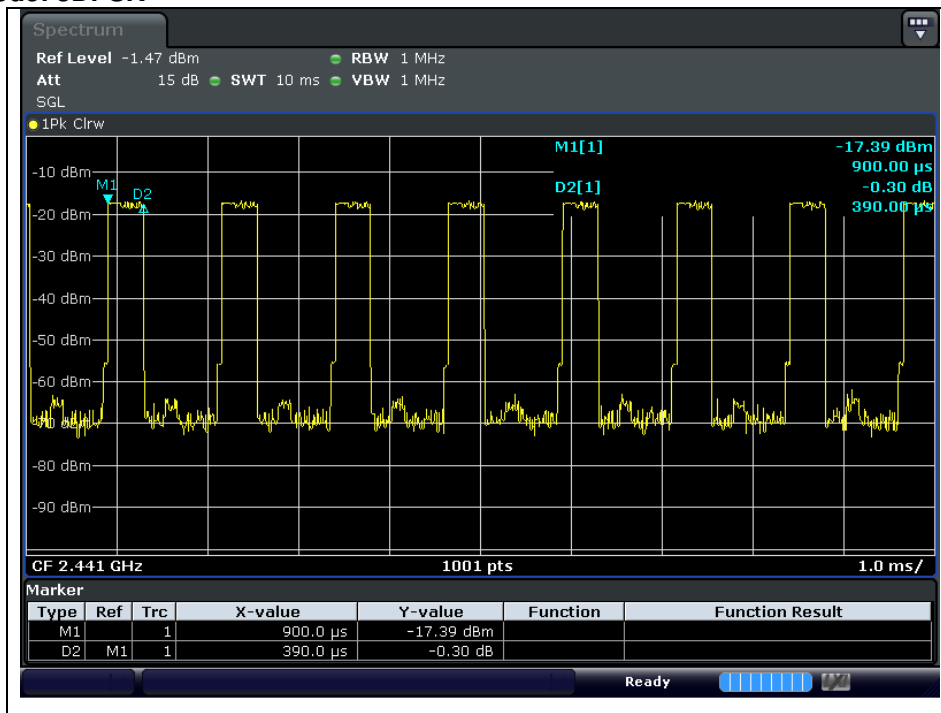 Spectrum
Ref Level -1.47 dBm RBW 1 MHz
Att 15 dB SWT 10 ms VBW 1 MHz
SGL
1Pk Clrw
M1[1] -17.39 dBm
900.00 µs
D2[1] -0.30 dB
390.00 µs
M1
D2
-10 dBm
-20 dBm
-30 dBm
-40 dBm
-50 dBm
-60 dBm
-80 dBm
-90 dBm
CF 2.441 GHz 1001 pts 1.0 ms/
Marker
Type Ref Trc X-value Y-value Function Function Result
M1 1 900.0 µs -17.39 dBm
D2 M1 1 390.0 µs -0.30 dB
Ready